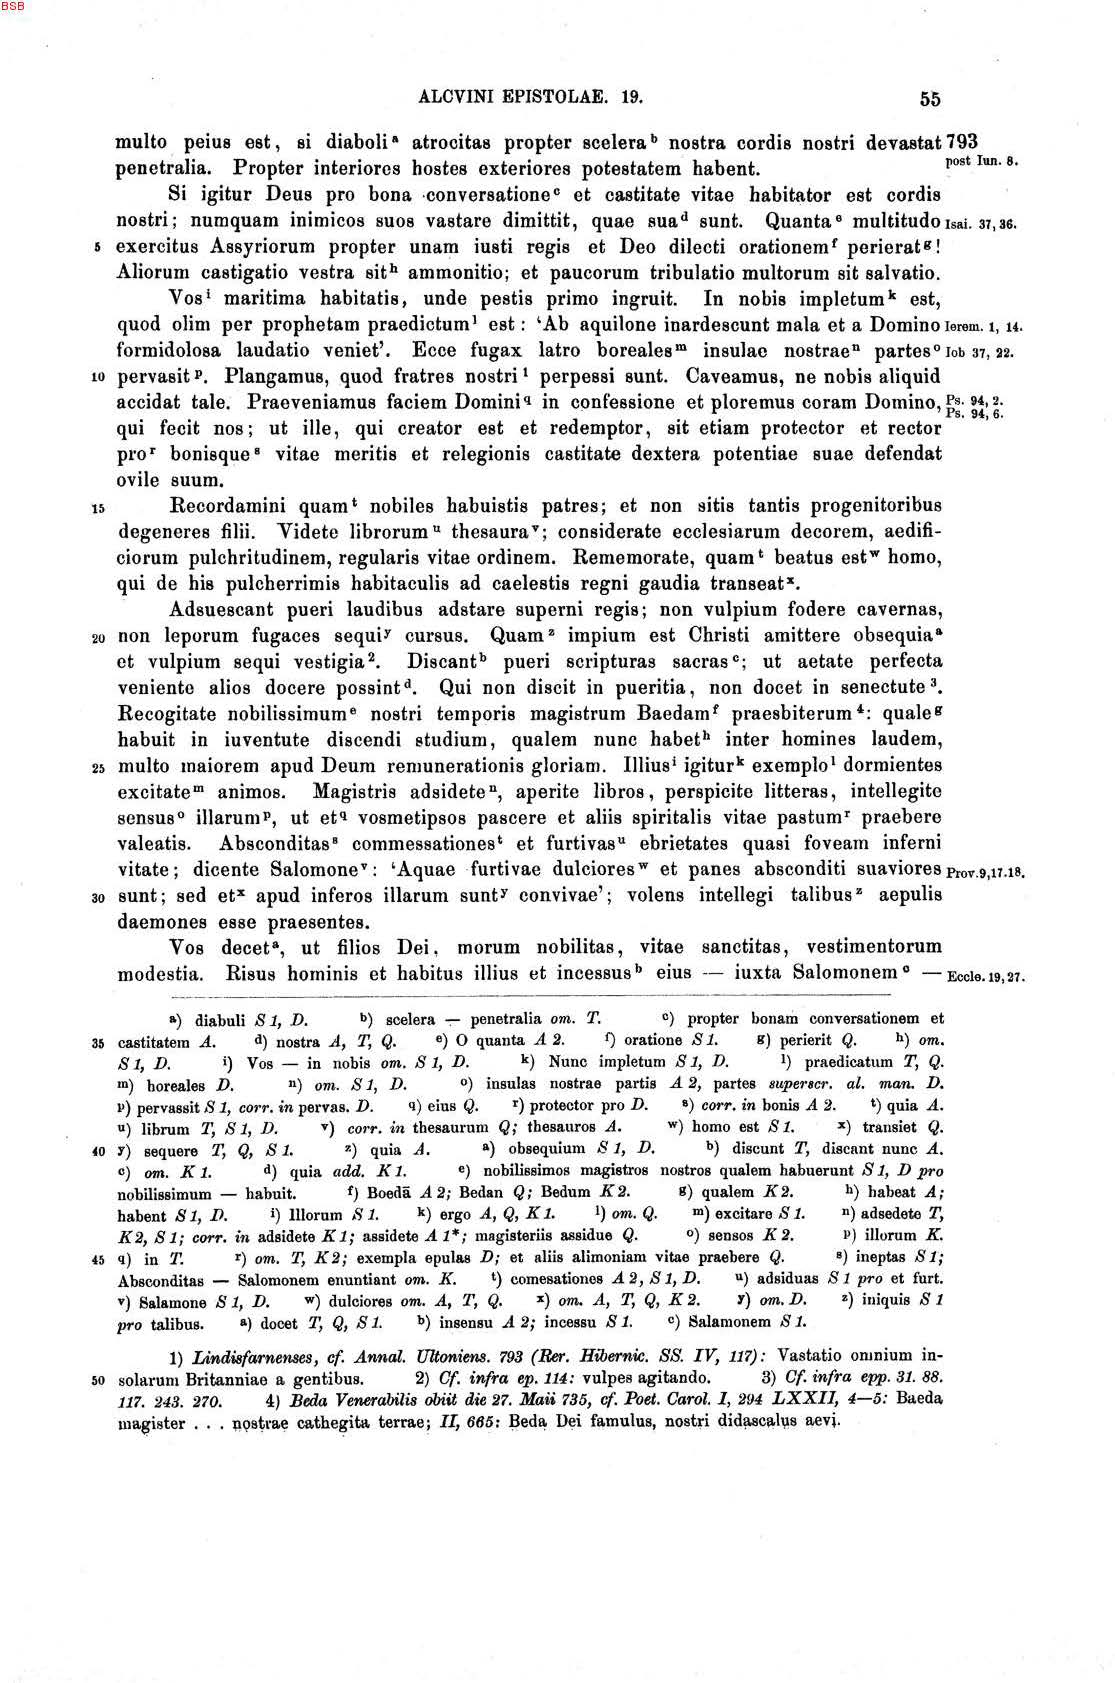 BSB
ALCVINI EPISTOLAE. 19. 55
multo peius est, si diaboli a atrocitas propter scelera b nostra cordis nostri devastat 793
penetralia. Propter interiores hostes exteriores potestatem habent. post Iun. 8.
Si igitur Deus pro bona conversatione c et castitate vitae habitator est cordis
nostri; numquam inimicos suos vastare dimittit, quae sua d sunt. Quanta e multitudo Isai. 37, 36.
5 exercitus Assyriorum propter unam iusti regis et Deo dilecti orationem f perierat g!
Aliorum castigatio vestra sit h ammonitio; et paucorum tribulatio multorum sit salvatio.
Vos i maritima habitatis, unde pestis primo ingruit. In nobis impletum k est,
quod olim per prophetam praedictum l est: ‘Ab aquilone inardescunt mala et a Domino Ierem. 1, 14.
formidolosa laudatio veniet’. Ecce fugax latro boreales m insulae nostrae n partes o Iob 37, 22.
10 pervasit p. Plangamus, quod fratres nostri 1 perpessi sunt. Caveamus, ne nobis aliquid
accidat tale. Praeveniamus faciem Domini q in confessione et ploremus coram Domino, Ps. 94, 2.
Ps. 94, 6.
qui fecit nos; ut ille, qui creator est et redemptor, sit etiam protector et rector
pro r bonisque s vitae meritis et relegionis castitate dextera potentiae suae defendat
ovile suum.
15 Recordamini quam t nobiles habuistis patres; et non sitis tantis progenitoribus
degeneres filii. Videte librorum u thesaura v; considerate ecclesiarum decorem, aedifi-
ciorum pulchritudinem, regularis vitae ordinem. Rememorate, quam t beatus est w homo,
qui de his pulcherrimis habitaculis ad caelestis regni gaudia transeat x.
Adsuescant pueri laudibus adstare superni regis; non vulpium fodere cavernas,
20 non leporum fugaces sequi y cursus. Quam z impium est Christi amittere obsequia a
et vulpium sequi vestigia 2. Discant b pueri scripturas sacras c; ut aetate perfecta
veniente alios docere possint d. Qui non discit in pueritia, non docet in senectute 3.
Recogitate nobilissimum e nostri temporis magistrum Baedam f praesbiterum 4: quale g
habuit in iuventute discendi studium, qualem nunc habet h inter homines laudem,
25 multo maiorem apud Deum remunerationis gloriam. Illius i igitur k exemplo l dormientes
excitate m animos. Magistris adsidete n, aperite libros, perspicite litteras, intellegite
sensus o illarum p, ut et q vosmetipsos pascere et aliis spiritalis vitae pastum r praebere
valeatis. Absconditas s commessationes t et furtivas u ebrietates quasi foveam inferni
vitate; dicente Salomone v: ‘Aquae furtivae dulciores w et panes absconditi suaviores Prov. 9, 17. 18.
30 sunt; sed et x apud inferos illarum sunt y convivae’; volens intellegi talibus z aepulis
daemones esse praesentes.
Vos decet a, ut filios Dei, morum nobilitas, vitae sanctitas, vestimentorum
modestia. Risus hominis et habitus illius et incessus b eius — iuxta Salomonem c — Eccle. 19, 27.
a) diabuli S 1, D. b) scelera — penetralia om. T. c) propter bonam conversationem et
35 castitatem A. d) nostra A, T, Q. e) O quanta A 2. f) oratione S 1. g) perierit Q. h) om.
S 1, D. i) Vos — in nobis om. S 1, D. k) Nunc impletum S 1, D. l) praedicatum T, Q.
m) horeales D. n) om. S 1, D. o) insulas nostrae partis A 2, partes superscr. al. man. D.
p) pervassit S 1, corr. in pervas. D. q) eius Q. r) protector pro D. s) corr. in bonis A 2. t) quia A.
u) librum T, S 1, D. v) corr. in thesaurum Q; thesauros A. w) homo est S 1. x) transiet Q.
40 y) sequere T, Q, S 1. z) quia A. a) obsequium S 1, D. b) discunt T, discant nunc A.
c) om. K 1. d) quia add. K 1. e) nobilissimos magistros nostros qualem habuerunt S 1, D pro
nobilissimum — habuit. f) Boedā A 2; Bedan Q; Bedum K 2. g) qualem K 2. h) habeat A;
habent S 1, D. i) Illorum S 1. k) ergo A, Q, K 1. l) om. Q. m) excitare S 1. n) adsedete T,
K 2, S 1; corr. in adsidete K 1; assidete A 1*; magisteriis assidue Q. o) sensos K 2. p) illorum K.
45 q) in T. r) om. T, K 2; exempla epulas D; et aliis alimoniam vitae praebere Q. s) ineptas S 1;
Absconditas — Salomonem enuntiant om. K. t) comesationes A 2, S 1, D. u) adsiduas S 1 pro et furt.
v) Salamone S 1, D. w) dulciores om. A, T, Q. x) om. A, T, Q, K 2. y) om. D. z) iniquis S 1
pro talibus. a) docet T, Q, S 1. b) insensu A 2; incessu S 1. c) Salamonem S 1.
1) Lindisfarnenses, cf. Annal. Ultoniens. 793 (Rer. Hibernic. SS. IV, 117): Vastatio omnium in-
50 solarum Britanniae a gentibus. 2) Cf. infra ep. 114: vulpes agitando. 3) Cf. infra epp. 31. 88.
117. 243. 270. 4) Beda Venerabilis obiit die 27. Maii 735, cf. Poet. Carol. I, 294 LXXII, 4—5: Baeda
magister . . . nostrae cathegita terrae; II, 665: Beda Dei famulus, nostri didascalus aevi.